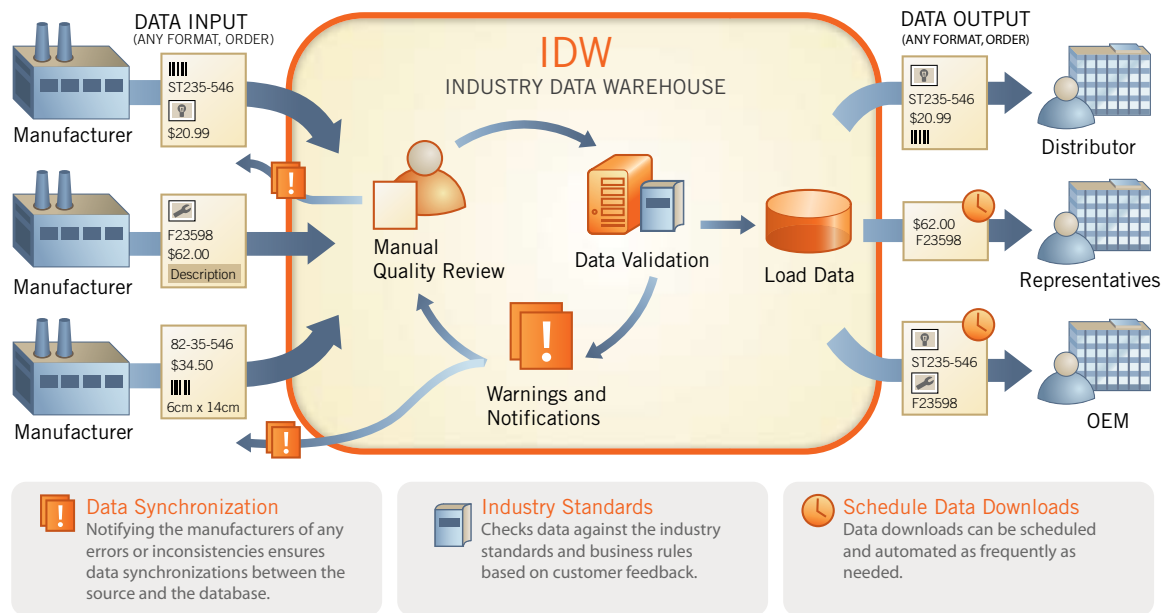 DATA INPUT
(ANY FORMAT, ORDER)
ST235-546
$20.99
Manufacturer
F23598
$62.00
Description
Manufacturer
82-35-546
$34.50
6cm x 14cm
Manufacturer
IDW
INDUSTRY DATA WAREHOUSE
Manual
Quality Review
Data Validation
Load Data
Warnings and
Notifications
DATA OUTPUT
(ANY FORMAT, ORDER)
ST235-546
$20.99
Distributor
$62.00
F23598
Representatives
ST235-546
F23598
OEM
Data Synchronization
Notifying the manufacturers of any
errors or inconsistencies ensures
data synchronizations between the
source and the database.
Industry Standards
Checks data against the industry
standards and business rules
based on customer feedback.
Schedule Data Downloads
Data downloads can be scheduled
and automated as frequently as
needed.